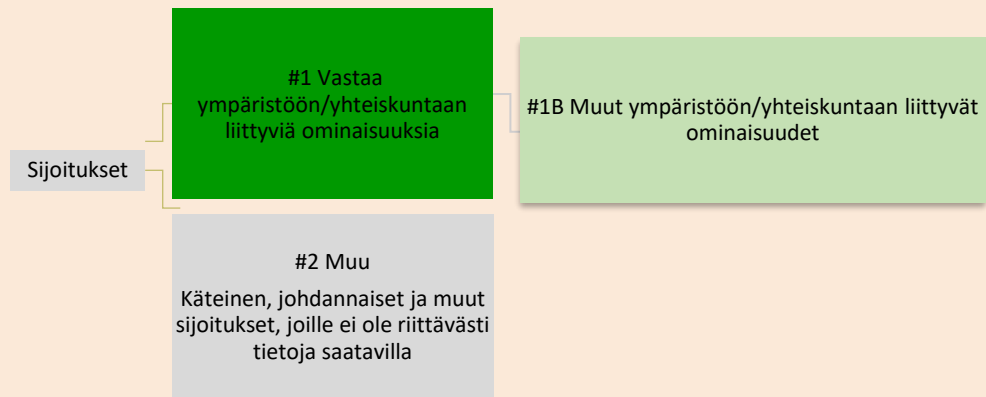 Sijoitukset
#1 Vastaa
ympäristöön/yhteiskuntaan
liittyviä ominaisuuksia
#1B Muut ympäristöön/yhteiskuntaan liittyvät
ominaisuudet
#2 Muu
Käteinen, johdannaiset ja muut
sijoitukset, joille ei ole riittävästi
tietoja saatavilla